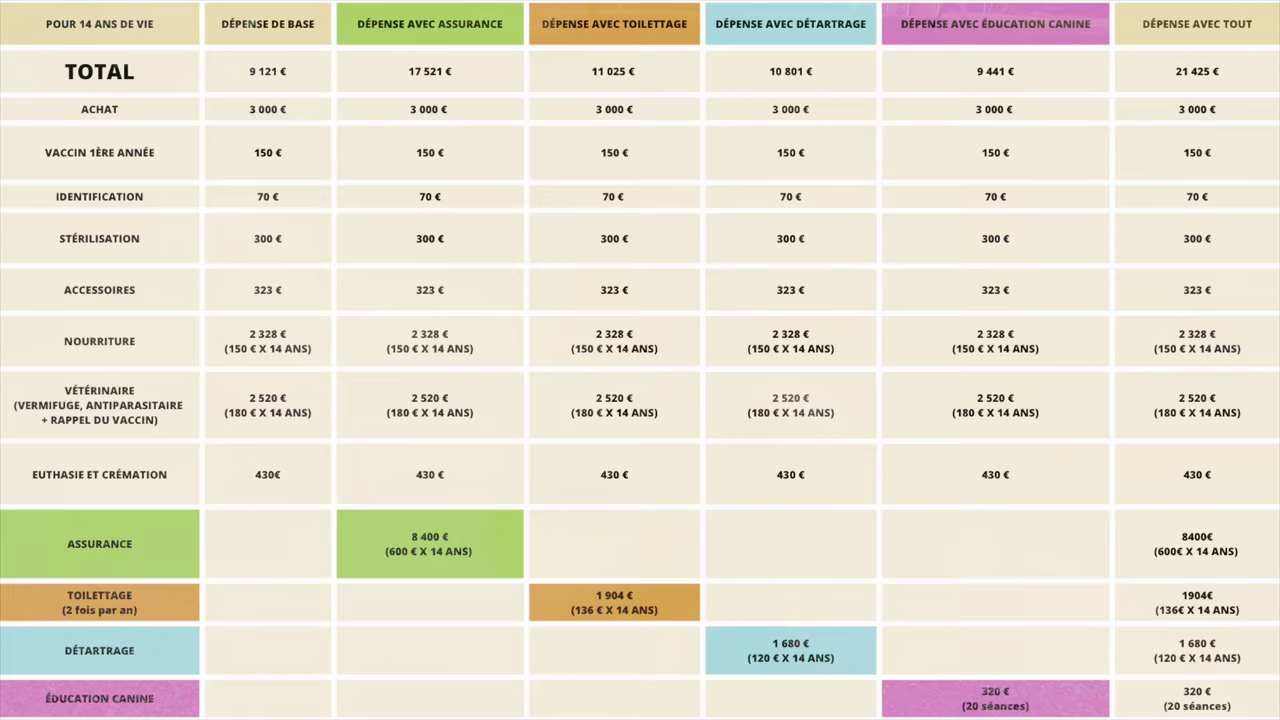 POUR 14 ANS DE VIE
DÉPENSE DE BASE
DÉPENSE AVEC ASSURANCE
DÉPENSE AVEC TOILETTAGE
DÉPENSE AVEC DÉTARTRAGE
DÉPENSE AVEC ÉDUCATION CANINE
DÉPENSE AVEC TOUT
TOTAL
9 121 €
17 521 €
11 025 €
10 801 €
9 441 €
21 425 €
ACHAT
3 000 €
3 000 €
3 000 €
3 000 €
3 000 €
3 000 €
VACCIN 1ÈRE ANNÉE
150 €
150 €
150 €
150 €
150 €
150 €
IDENTIFICATION
70 €
70 €
70 €
70 €
70 €
70 €
STÉRILISATION
300 €
300 €
300 €
300 €
300 €
300 €
ACCESSOIRES
323 €
323 €
323 €
323 €
323 €
323 €
NOURRITURE
2 328 €
(150 € X 14 ANS)
2 328 €
(150 € X 14 ANS)
2 328 €
(150 € X 14 ANS)
2 328 €
(150 € X 14 ANS)
2 328 €
(150 € X 14 ANS)
2 328 €
(150 € X 14 ANS)
VÉTÉRINAIRE
(VERMIFUGE, ANTIPARASITAIRE
+ RAPPEL DU VACCIN)
2 520 €
(180 € X 14 ANS)
2 520 €
(180 € X 14 ANS)
2 520 €
(180 € X 14 ANS)
2 520 €
(180 € X 14 ANS)
2 520 €
(180 € X 14 ANS)
2 520 €
(180 € X 14 ANS)
EUTHASIE ET CRÉMATION
430€
430 €
430 €
430 €
430 €
430 €
ASSURANCE
8 400 €
(600 € X 14 ANS)
8400€
(600€ X 14 ANS)
TOILETTAGE
(2 fois par an)
1 904 €
(136 € X 14 ANS)
1904€
(136€ X 14 ANS)
DÉTARTRAGE
1 680 €
(120 € X 14 ANS)
1 680 €
(120 € X 14 ANS)
ÉDUCATION CANINE
320 €
(20 séances)
320 €
(20 séances)